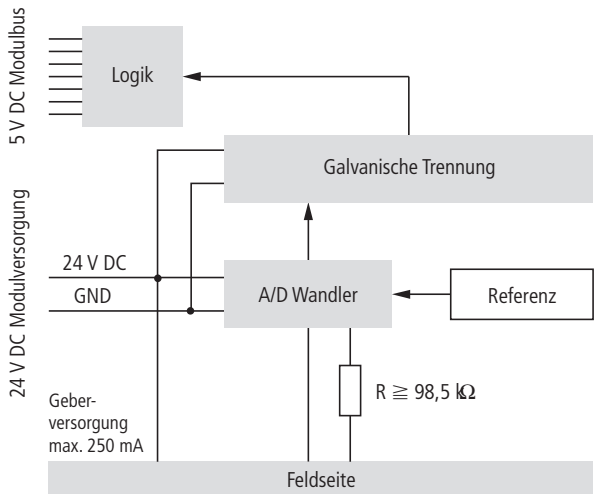 5 V DC Modulbus
Logik
Galvanische Trennung
24 V DC Modulversorgung
24 V DC
GND
A/D Wandler
Referenz
R ≧ 98,5 kΩ
Geber-
versorgung
max. 250 mA
Feldseite